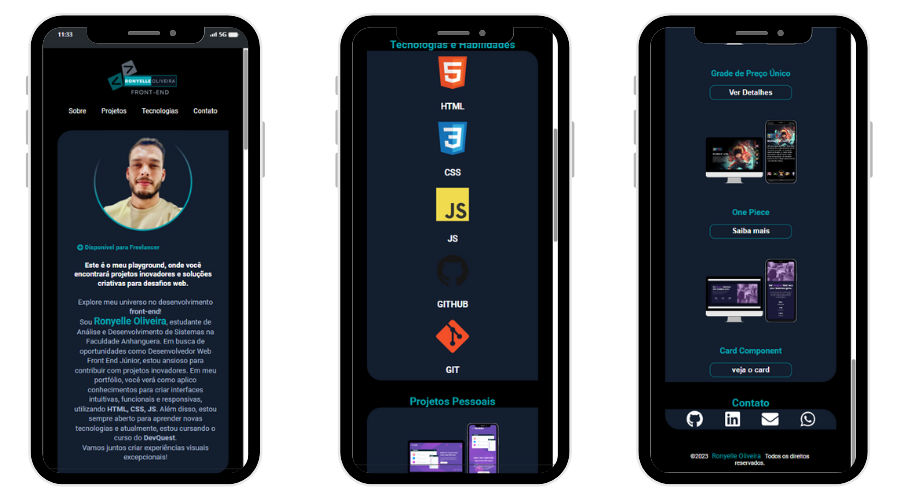 11:33
5G
RONYELLE OLIVEIRA
FRONT-END
Sobre Projetos Tecnologias Contato
Disponível para Freelancer
Este é o meu playground, onde você
encontrará projetos inovadores e soluções
criativas para desafios web.
Explore meu universo no desenvolvimento
front-end!
Sou Ronyelle Oliveira, estudante de
Análise e Desenvolvimento de Sistemas na
Faculdade Anhanguera. Em busca de
oportunidades como Desenvolvedor Web
Front End Júnior, estou ansioso para
contribuir com projetos inovadores. Em meu
portfólio, você verá como aplico
conhecimentos para criar interfaces
intuitivas, funcionais e responsivas,
utilizando HTML, CSS, JS. Além disso, estou
sempre aberto para aprender novas
tecnologias e atualmente, estou cursando o
curso do DevQuest.
Vamos juntos criar experiências visuais
excepcionais!
Tecnologias e Habilidades
5
HTML
3
CSS
JS
JS
GITHUB
GIT
Projetos Pessoais
Grade de Preço Único
Ver Detalhes
One Piece
Saiba mais
Card Component
veja o card
Contato
in
©2023 Ronyelle Oliveira Todos os direitos
reservados.